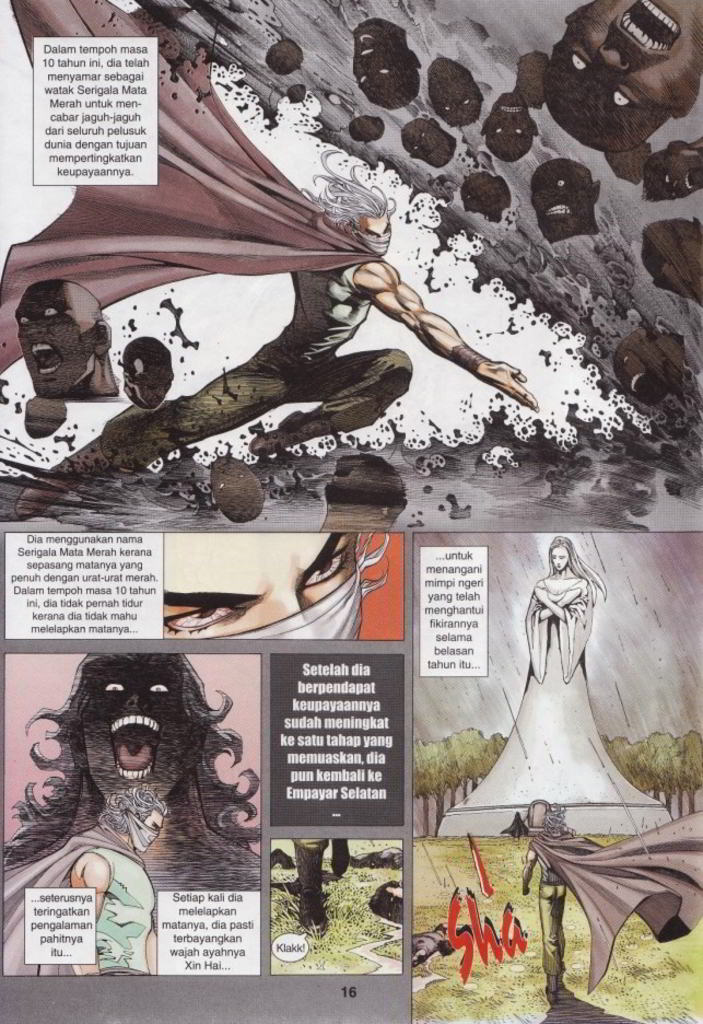 Dalam tempoh masa
10 tahun ini, dia telah
menyamar sebagai
watak Serigala Mata
Merah untuk men-
cabar jaguh-jaguh
dari seluruh pelusuk
dunia dengan tujuan
mempertingkatkan
keupayaannya.
Dia menggunakan nama
Serigala Mata Merah kerana
sepasang matanya yang
penuh dengan urat-urat merah.
Dalam tempoh masa 10 tahun
ini, dia tidak pernah tidur
kerana dia tidak mahu
melelapkan matanya...
...untuk
menangani
mimpi ngeri
yang telah
menghantui
fikirannya
selama
belasan
tahun itu...
Setelah dia
berpendapat
keupayaannya
sudah meningkat
ke satu tahap yang
memuaskan, dia
pun kembali ke
Empayar Selatan
...
...seterusnya
teringatkan
pengalaman
pahitnya
itu...
Setiap kali dia
melelapkan
matanya, dia pasti
terbayangkan
wajah ayahnya
Xin Hai...
Klakk!
Sha
16